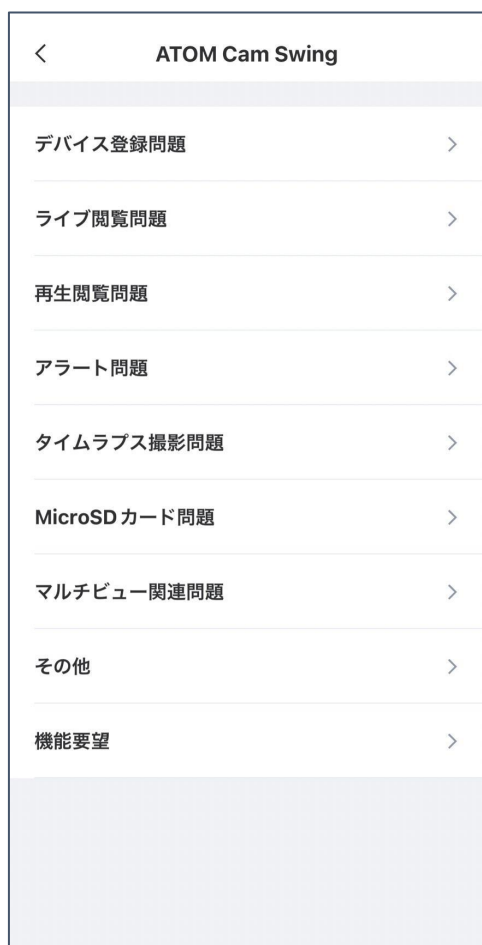 ATOM Cam Swing
デバイス登録問題
ライブ閲覧問題
再生閲覧問題
アラート問題
タイムラプス撮影問題
MicroSDカード問題
マルチビュー関連問題
その他
機能要望